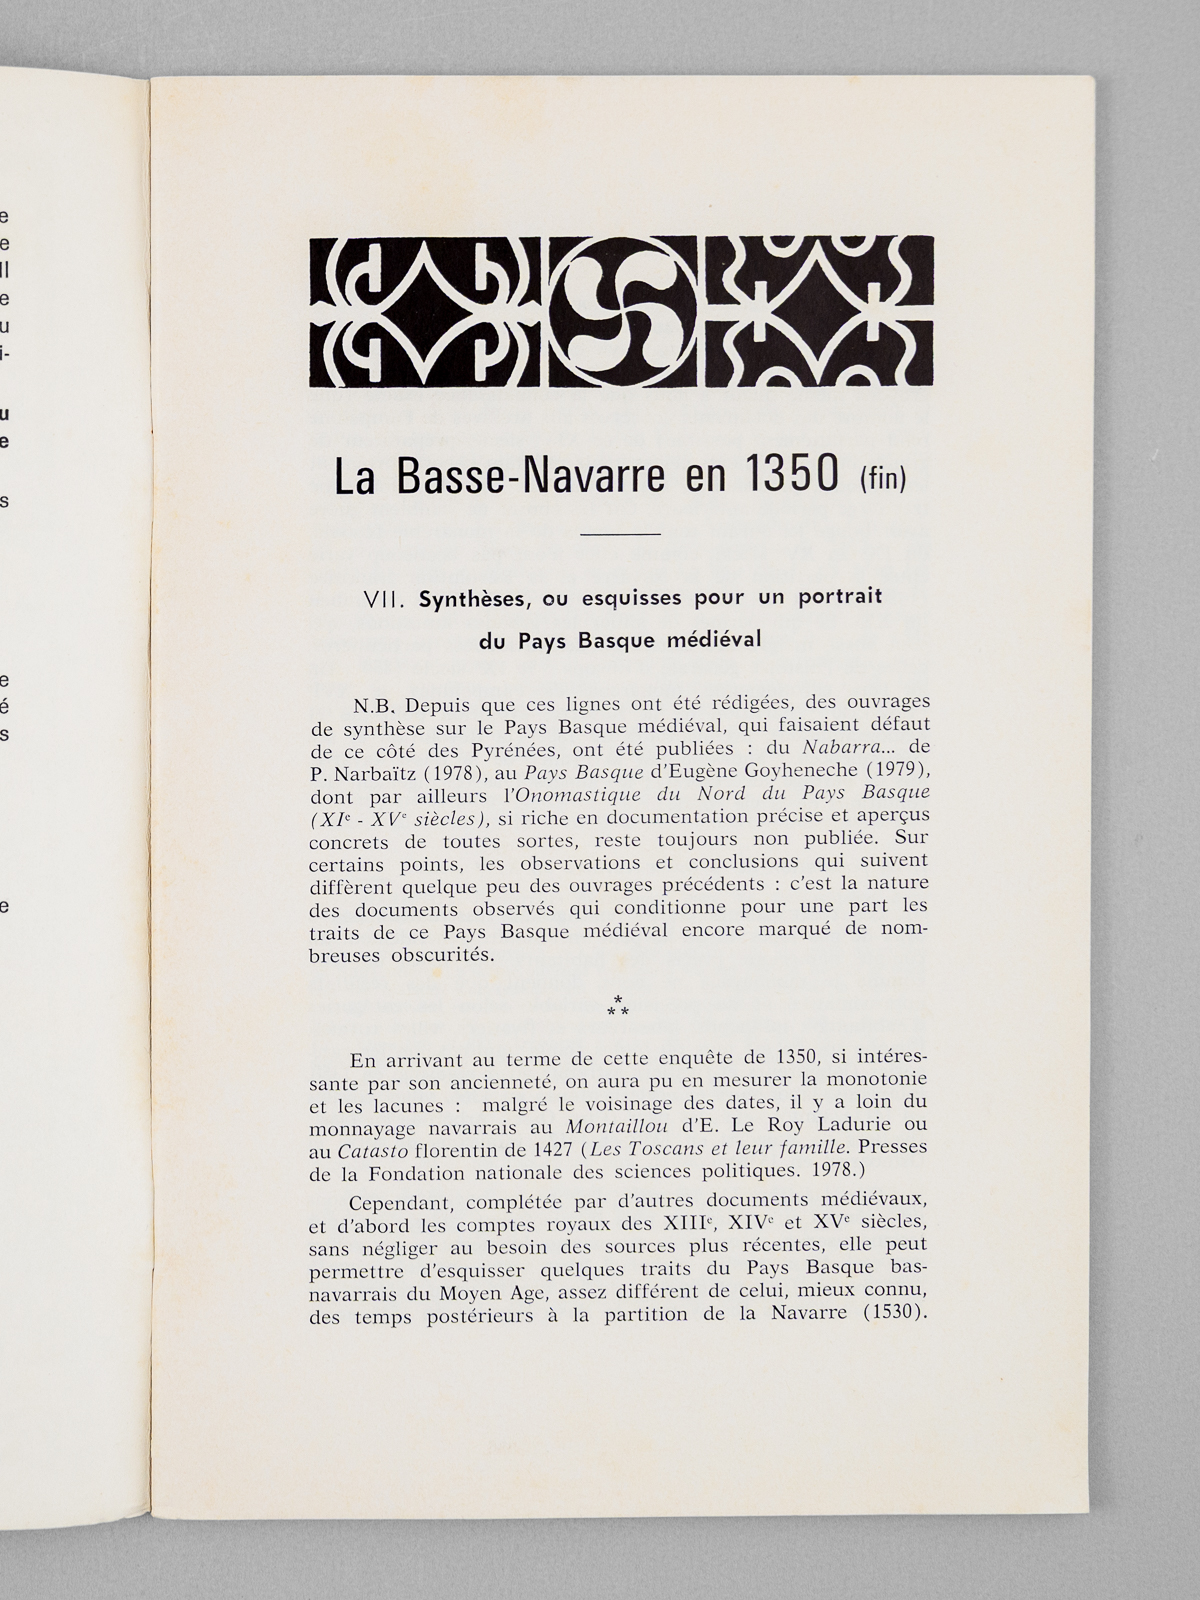 La Basse-Navarre en 1350 (fin)
VII. Synthèses, ou esquisses pour un portrait
du Pays Basque médiéval
N.B. Depuis que ces lignes ont été rédigées, des ouvrages
de synthèse sur le Pays Basque médiéval, qui faisaient défaut
de ce côté des Pyrénées, ont été publiées : du Nabarra... de
P. Narbaïtz (1978), au Pays Basque d'Eugène Goyheneche (1979),
dont par ailleurs l'Onomastique du Nord du Pays Basque
(XIe - XVe siècles), si riche en documentation précise et aperçus
concrets de toutes sortes, reste toujours non publiée. Sur
certains points, les observations et conclusions qui suivent
diffèrent quelque peu des ouvrages précédents : c'est la nature
des documents observés qui conditionne pour une part les
traits de ce Pays Basque médiéval encore marqué de nom-
breuses obscurités.
*
* *
En arrivant au terme de cette enquête de 1350, si intéres-
sante par son ancienneté, on aura pu en mesurer la monotonie
et les lacunes : malgré le voisinage des dates, il y a loin du
monnayage navarrais au Montaillou d'E. Le Roy Ladurie ou
au Catasto florentin de 1427 (Les Toscans et leur famille. Presses
de la Fondation nationale des sciences politiques. 1978.)
Cependant, complétée par d'autres documents médiévaux,
et d'abord les comptes royaux des XIIIe, XIVe et XVe siècles,
sans négliger au besoin des sources plus récentes, elle peut
permettre d'esquisser quelques traits du Pays Basque bas-
navarrais du Moyen Age, assez différent de celui, mieux connu,
des temps postérieurs à la partition de la Navarre (1530).